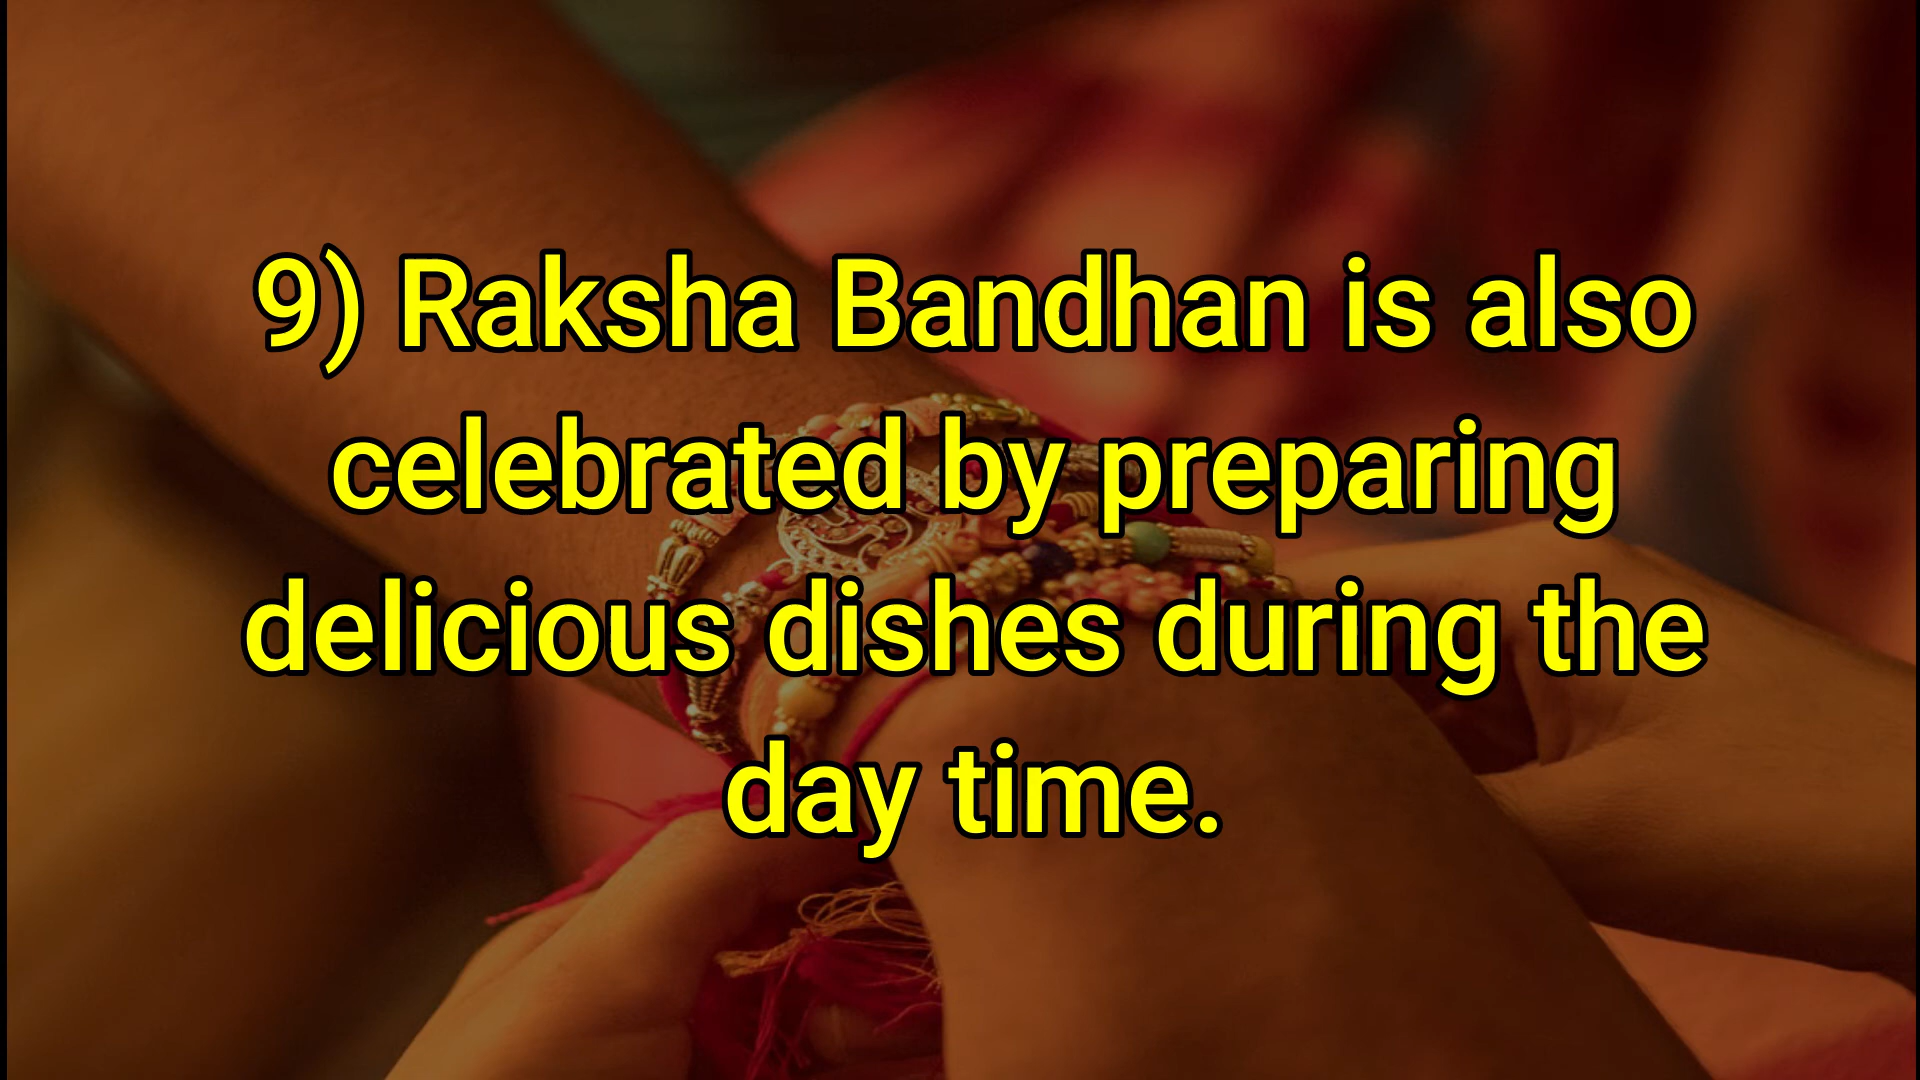 9) Raksha Bandhan is also
celebrated by preparing
delicious dishes during the
day time.